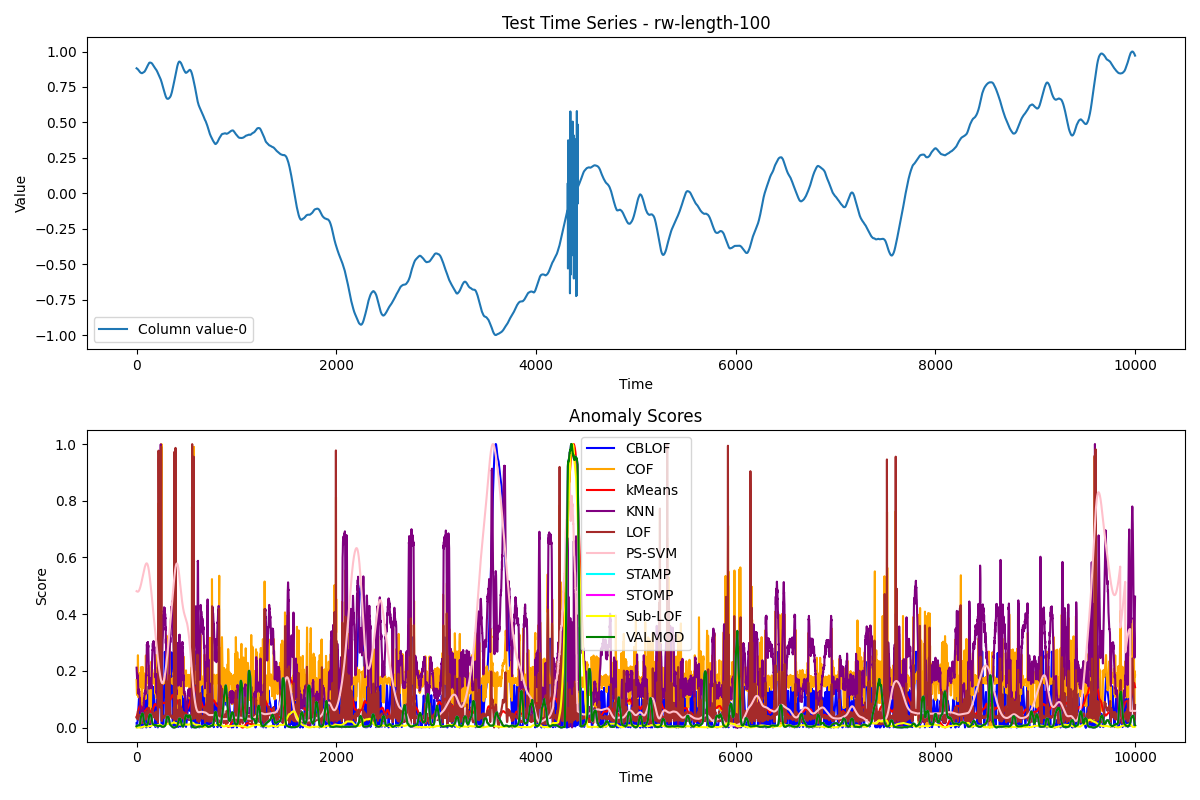 Test Time Series - rw-length-100
1.00
0.75
0.50
0.25
0.00
−0.25
−0.50
−0.75
−1.00
Value
Column value-0
0 2000 4000 6000 8000 10000
Time
Anomaly Scores
1.0
0.8
0.6
0.4
0.2
0.0
Score
CBLOF
COF
kMeans
KNN
LOF
PS-SVM
STAMP
STOMP
Sub-LOF
VALMOD
0 2000 4000 6000 8000 10000
Time